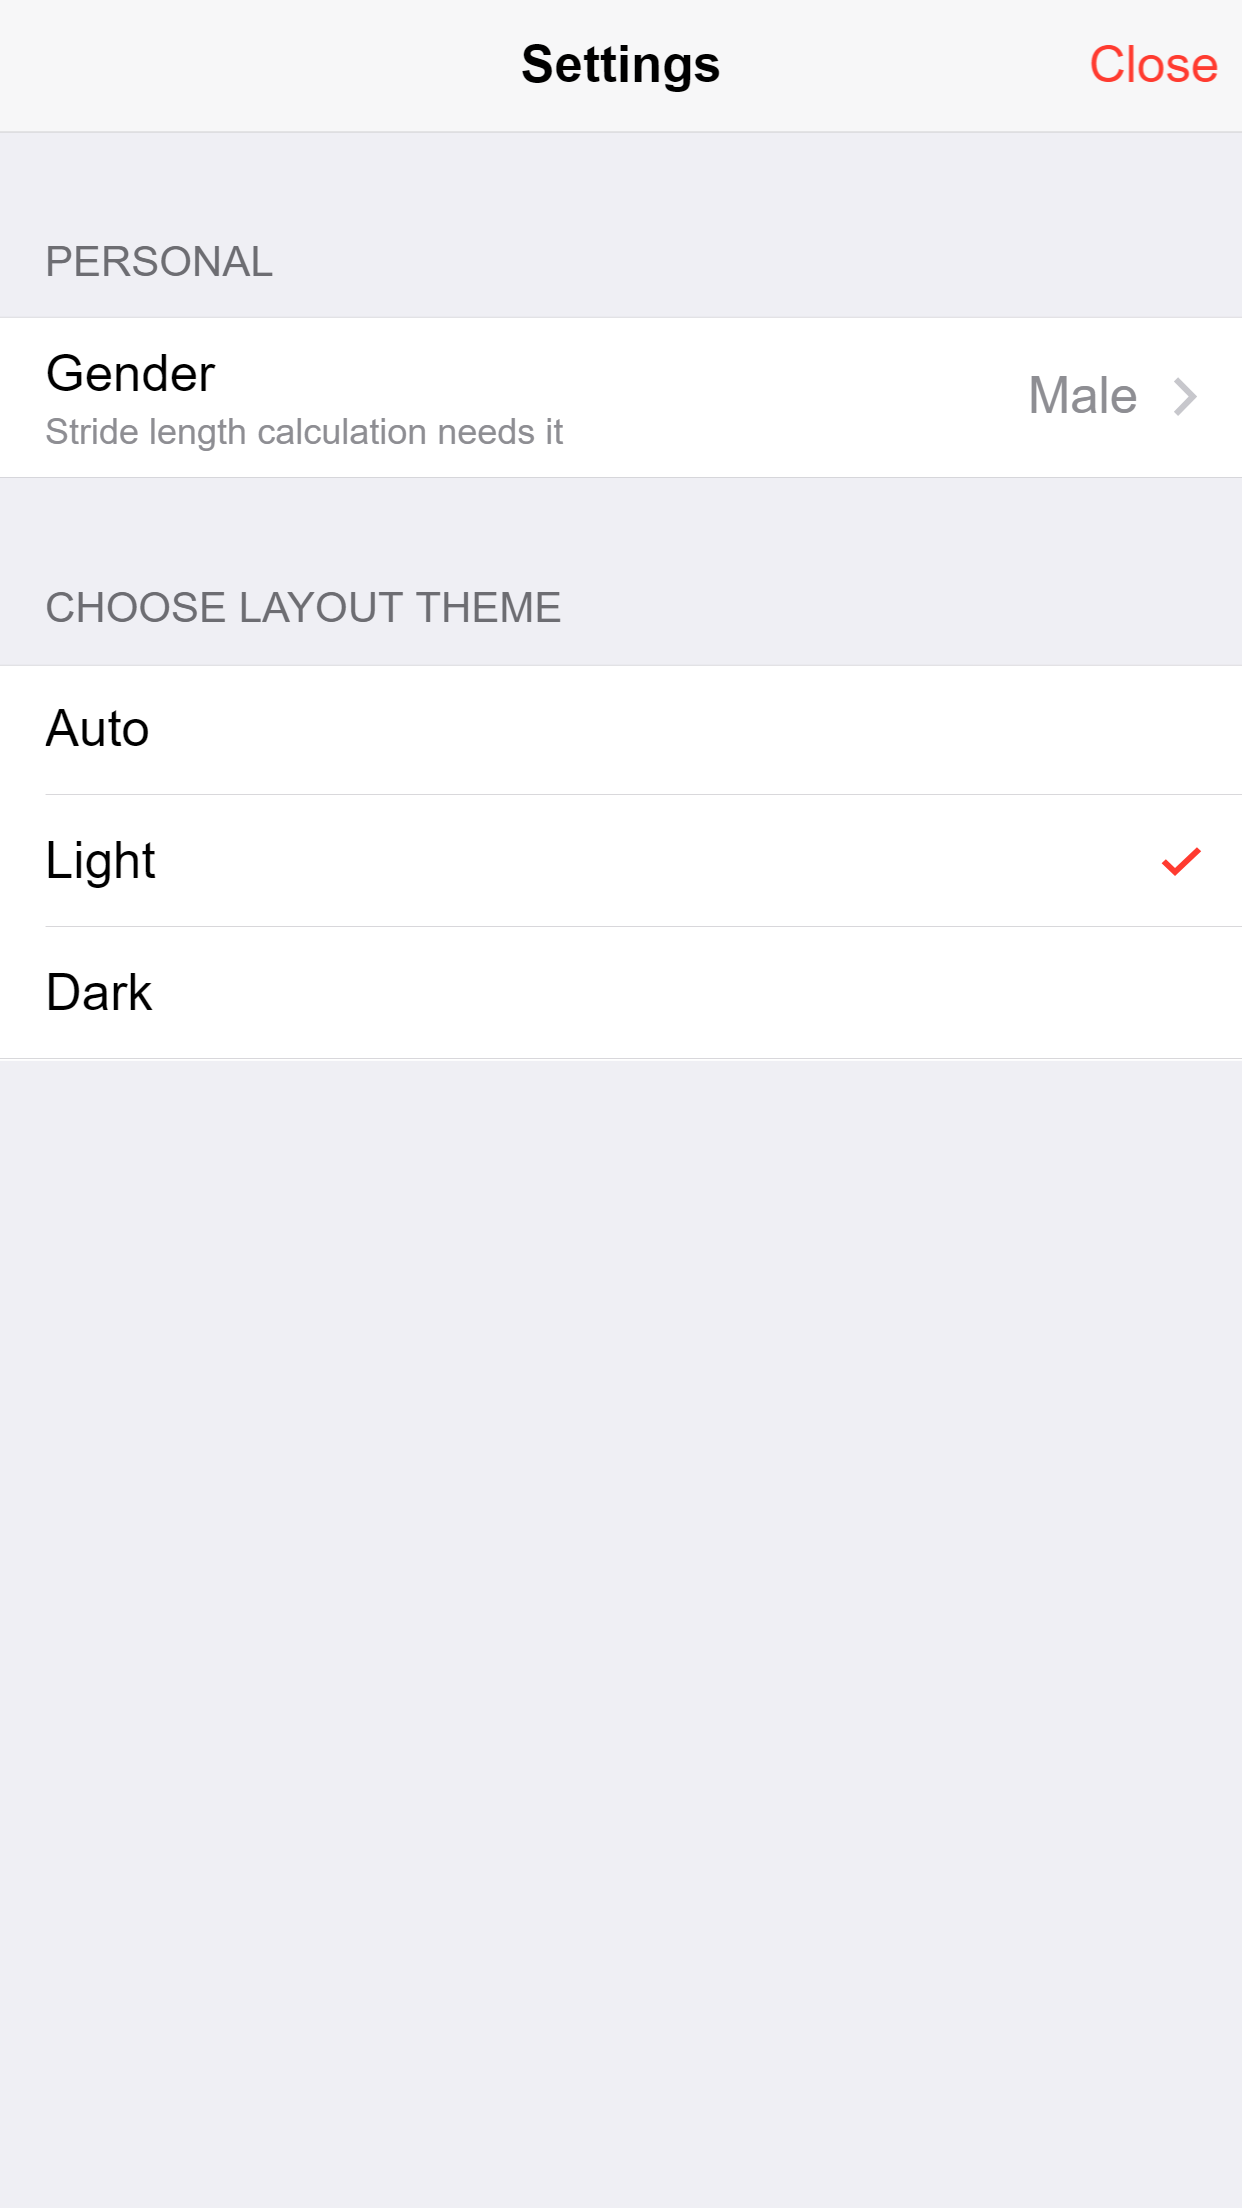 Settings
Close
PERSONAL
Gender
Stride length calculation needs it
Male
CHOOSE LAYOUT THEME
Auto
Light
Dark